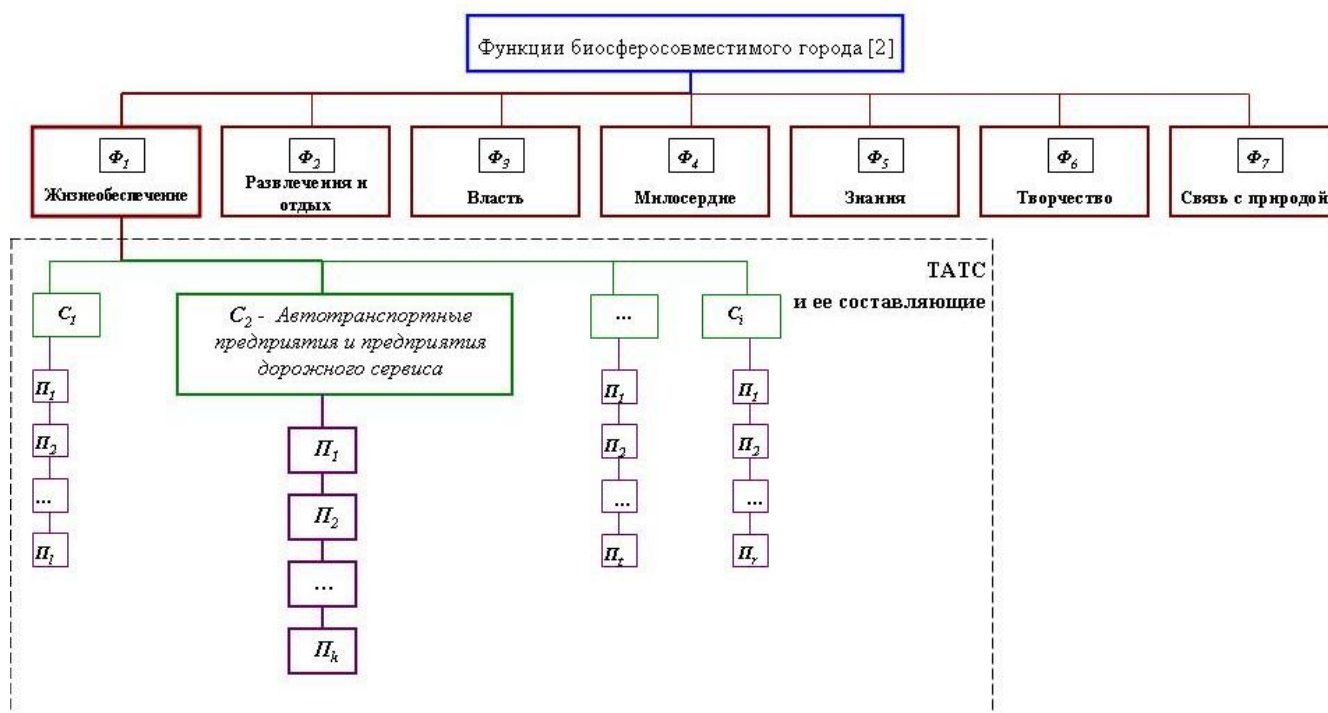 Функции биосферосовместимого города [2]
Ф1
Жизнеобеспечение
Ф2
Развлечения и
отдых
Ф3
Власть
Ф4
Милосердие
Ф5
Знания
Ф6
Творчество
Ф7
Связь с природой
ТАТС
и ее составляющие
С1
С2 - Автотранспортные
предприятия и предприятия
дорожного сервиса
...
Сi
П1
П2
...
Пl
П1
П2
...
Пk
П1
П2
...
Пt
П1
П2
...
Пr